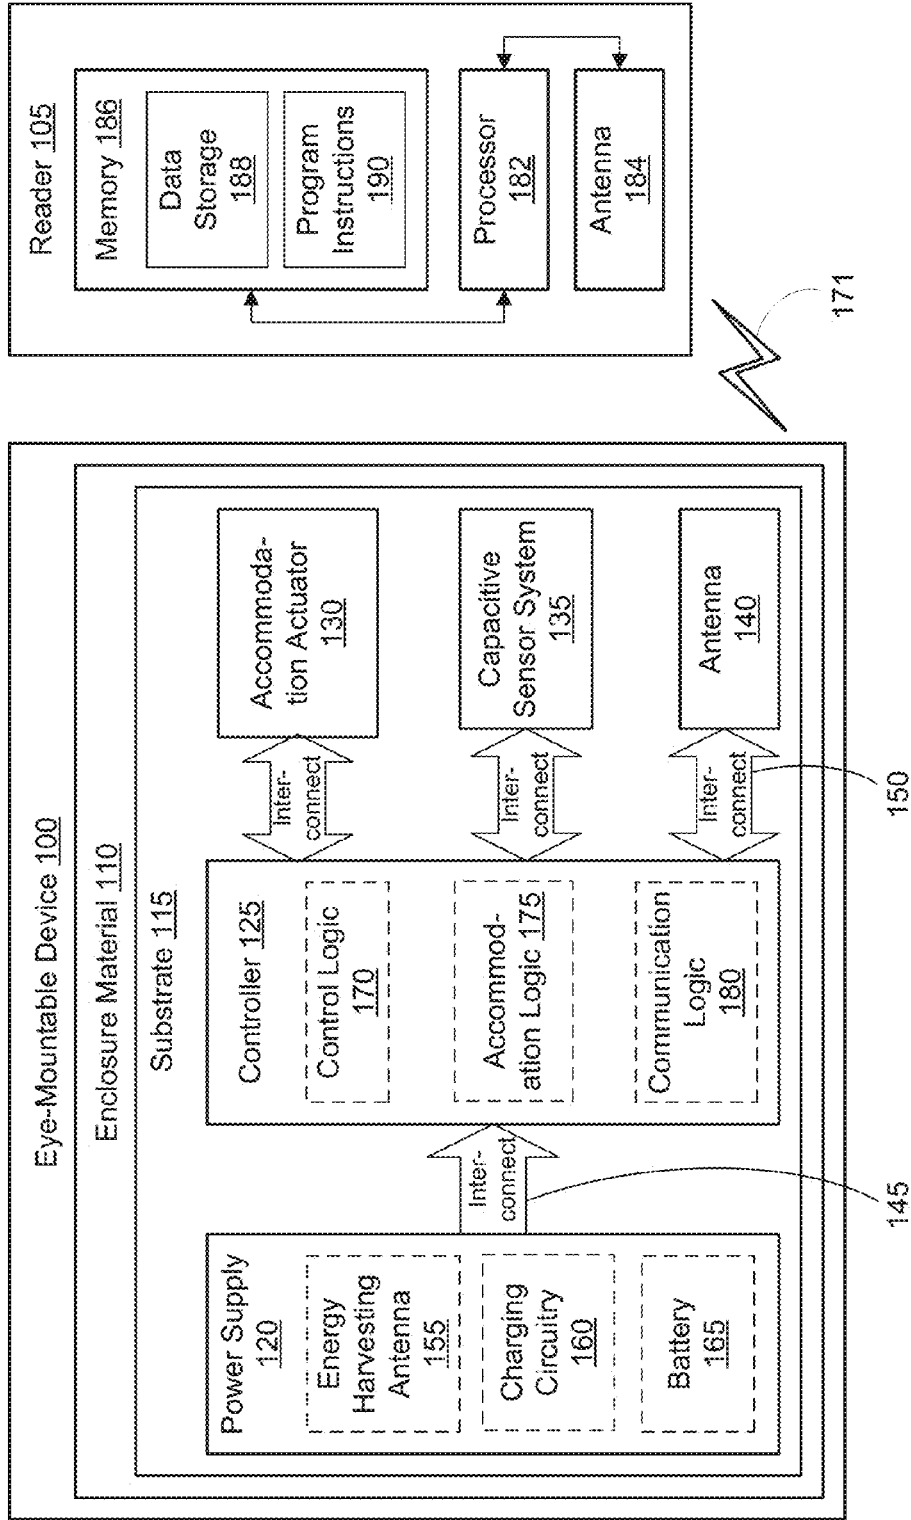 Eye-Mountable Device 100
Enclosure Material 110
Substrate 115
Power Supply
120
Energy
Harvesting
Antenna
155
Charging
Circuitry
160
Battery
165
Inter-
connect
145
Controller 125
Control Logic
170
Accommod-
ation Logic 175
Communication
Logic
180
Inter-
connect
Inter-
connect
Inter-
connect
150
Accommoda-
tion Actuator
130
Capacitive
Sensor System
135
Antenna
140
171
Reader 105
Memory 186
Data
Storage
188
Program
Instructions
190
Processor
182
Antenna
184